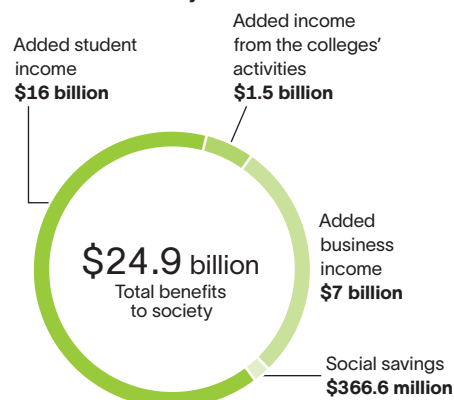 Added student
income
$16 billion
Added income
from the colleges’
activities
$1.5 billion
$24.9 billion
Total benefits
to society
Added
business
income
$7 billion
Social savings
$366.6 million